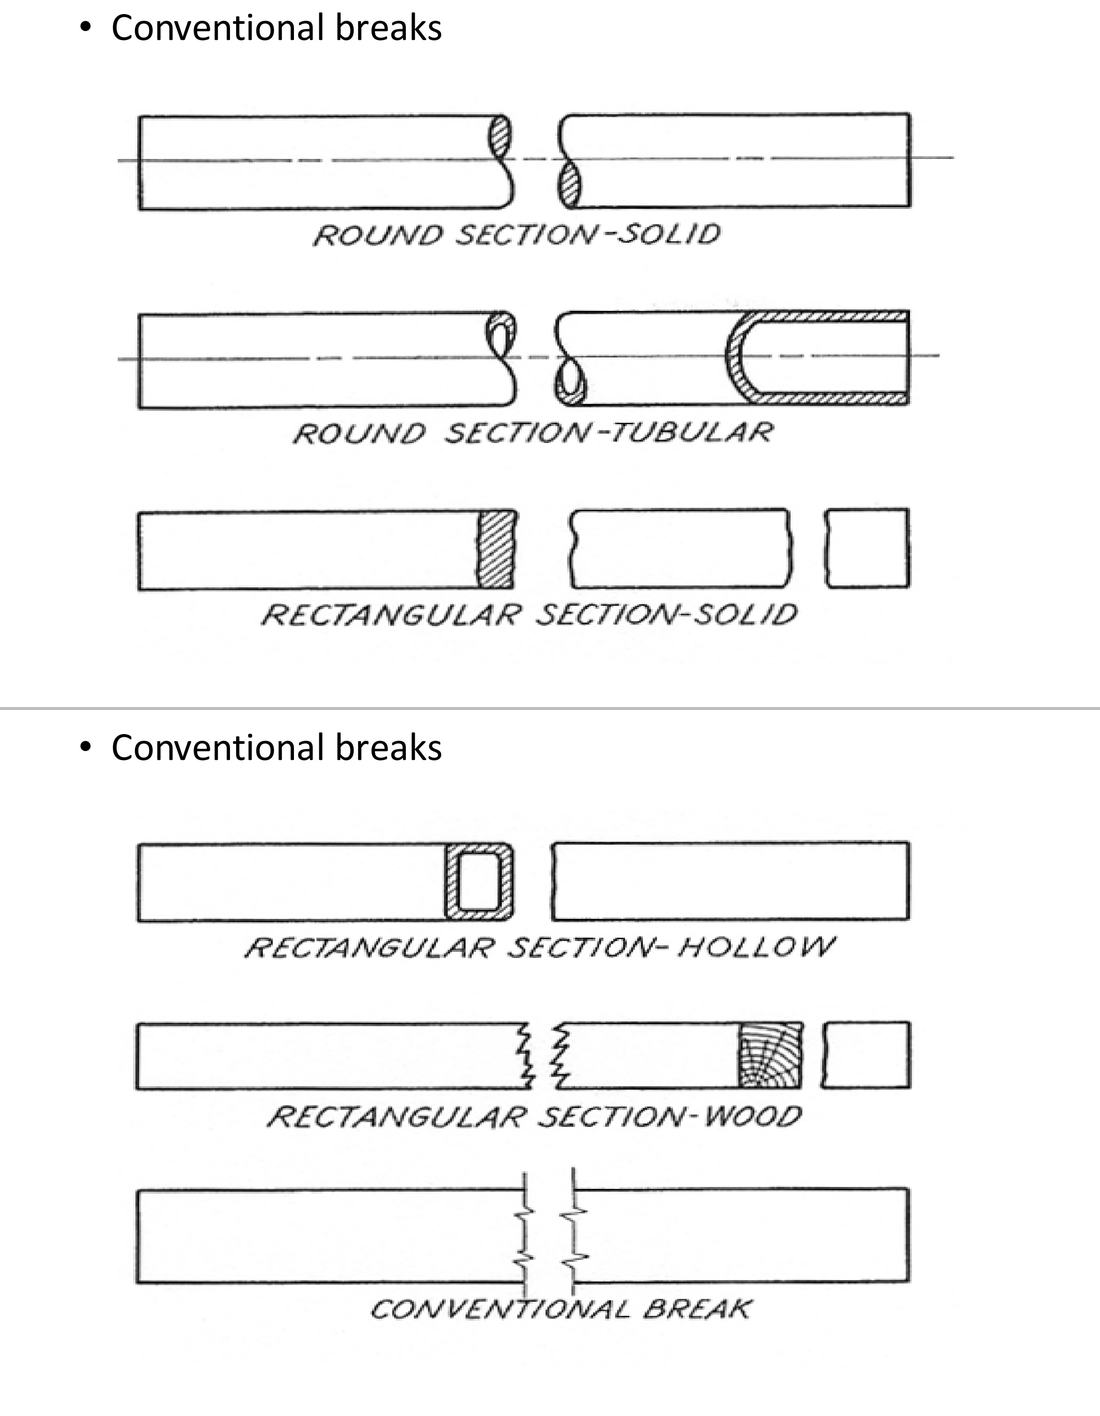 • Conventional breaks
ROUND SECTION-SOLID
ROUND SECTION-TUBULAR
RECTANGULAR SECTION-SOLID
• Conventional breaks
RECTANGULAR SECTION-HOLLOW
RECTANGULAR SECTION-WOOD
CONVENTIONAL BREAK